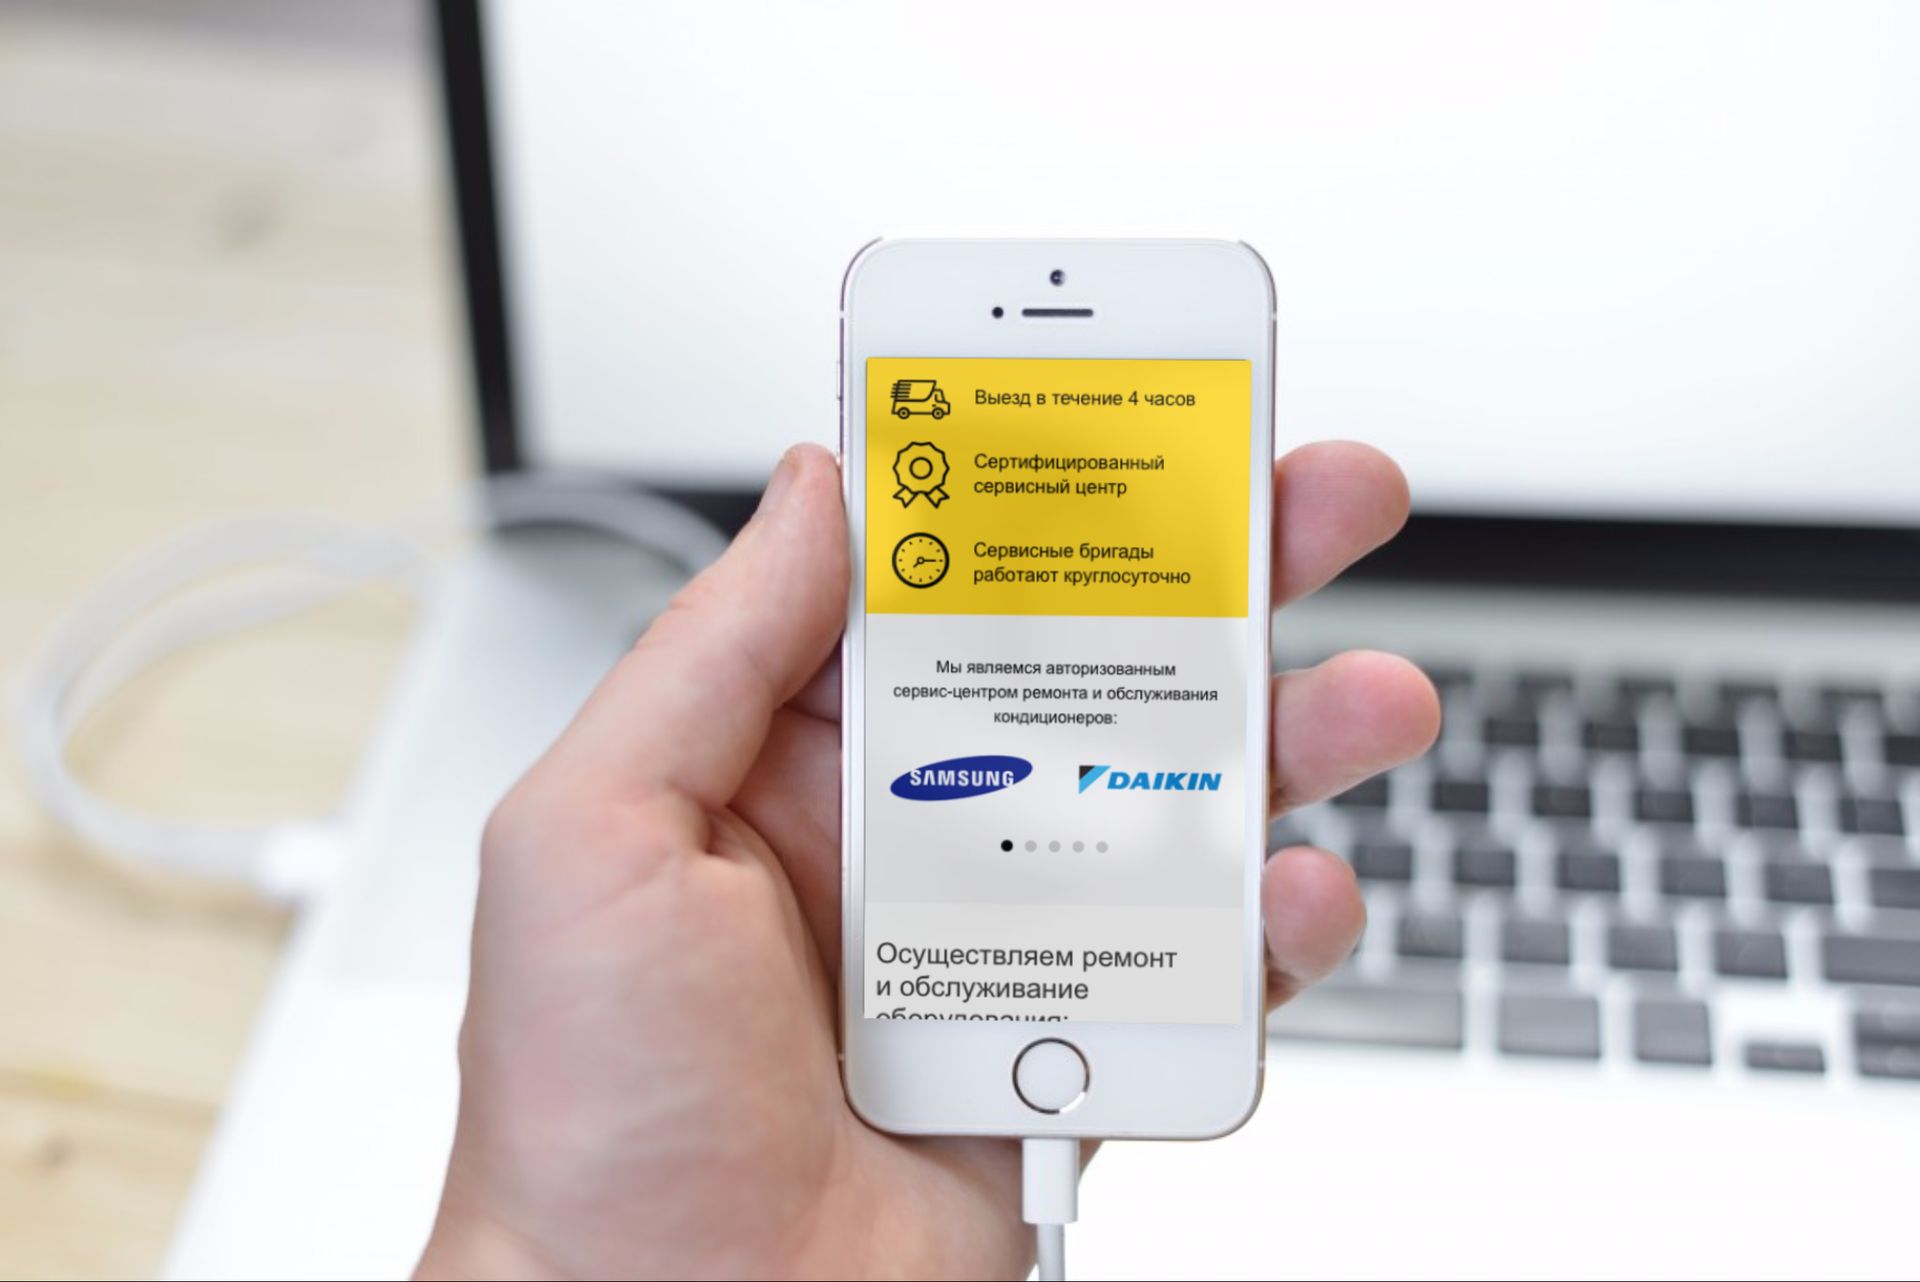 Выезд в течение 4 часов
Сертифицированный
сервисный центр
Сервисные бригады
работают круглосуточно
Мы являемся авторизованным
сервис-центром ремонта и обслуживания
кондиционеров:
SAMSUNG
DAIKIN
Осуществляем ремонт
и обслуживание
оборудования: